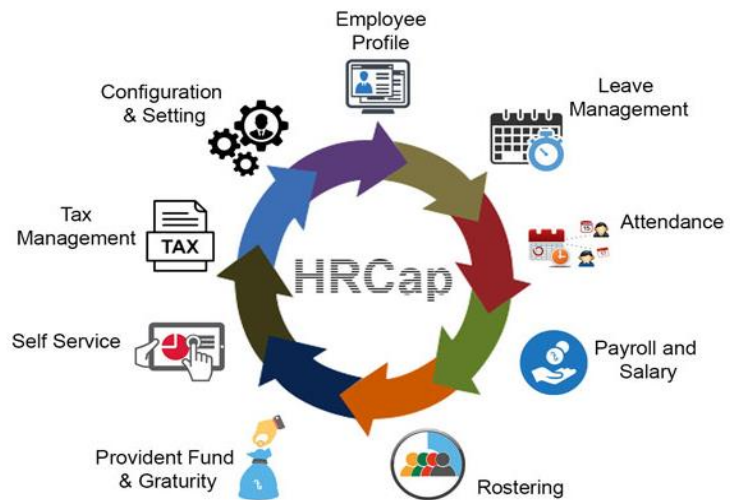 Employee
Profile
Leave
Management
Attendance
Payroll and
Salary
Rostering
Provident Fund
& Graturity
Self Service
Tax
Management
TAX
Configuration
& Setting
HRCap